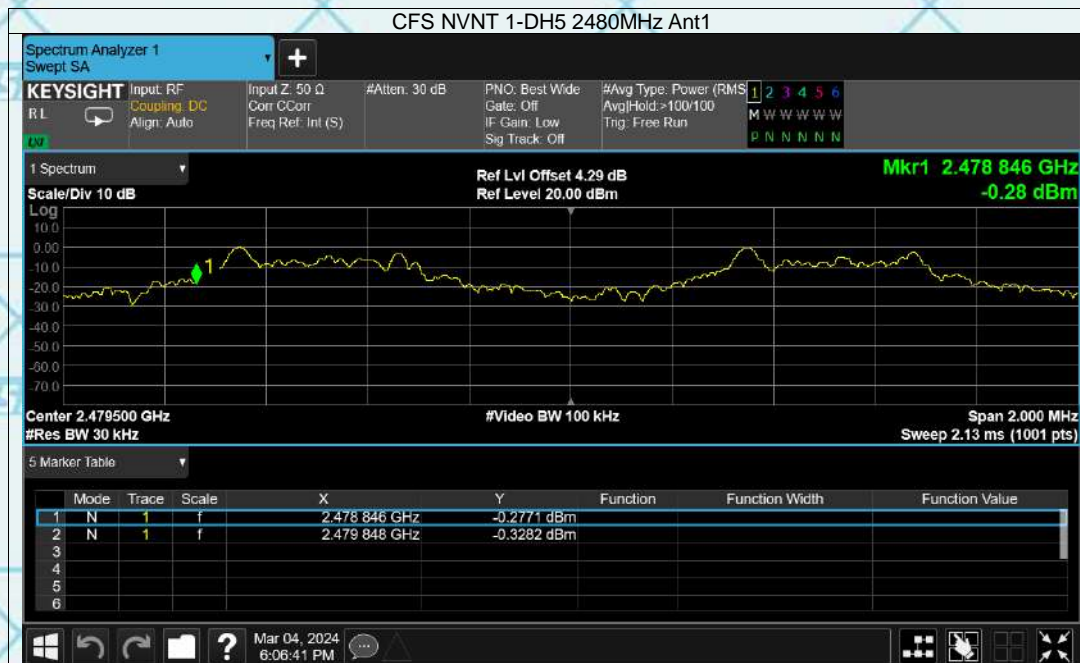 CFS NVNT 1-DH5 2480MHz Ant1
Spectrum Analyzer 1
Swept SA
KEYSIGHT Input: RF Input Z: 50 Ω #Atten: 30 dB PNO: Best Wide #Avg Type: Power (RMS 1 2 3 4 5 6
RL Coupling: DC Corr CCorr Gate: Off Avg|Hold:>100/100 M W W W W W
Align: Auto Freq Ref: Int (S) IF Gain: Low Trig: Free Run
Sig Track: Off P N N N N N
1 Spectrum
Scale/Div 10 dB
Ref Lvl Offset 4.29 dB
Ref Level 20.00 dBm
Mkr1 2.478 846 GHz
-0.28 dBm
Log
10.0
0.00
-10.0
1
-20.0
-30.0
-40.0
-50.0
-60.0
-70.0
Center 2.479500 GHz #Video BW 100 kHz Span 2.000 MHz
#Res BW 30 kHz Sweep 2.13 ms (1001 pts)
5 Marker Table
Mode Trace Scale X Y Function Function Width Function Value
1 N 1 f 2.478 846 GHz -0.2771 dBm
2 N 1 f 2.479 848 GHz -0.3282 dBm
3
4
5
6
? Mar 04, 2024
6:06:41 PM